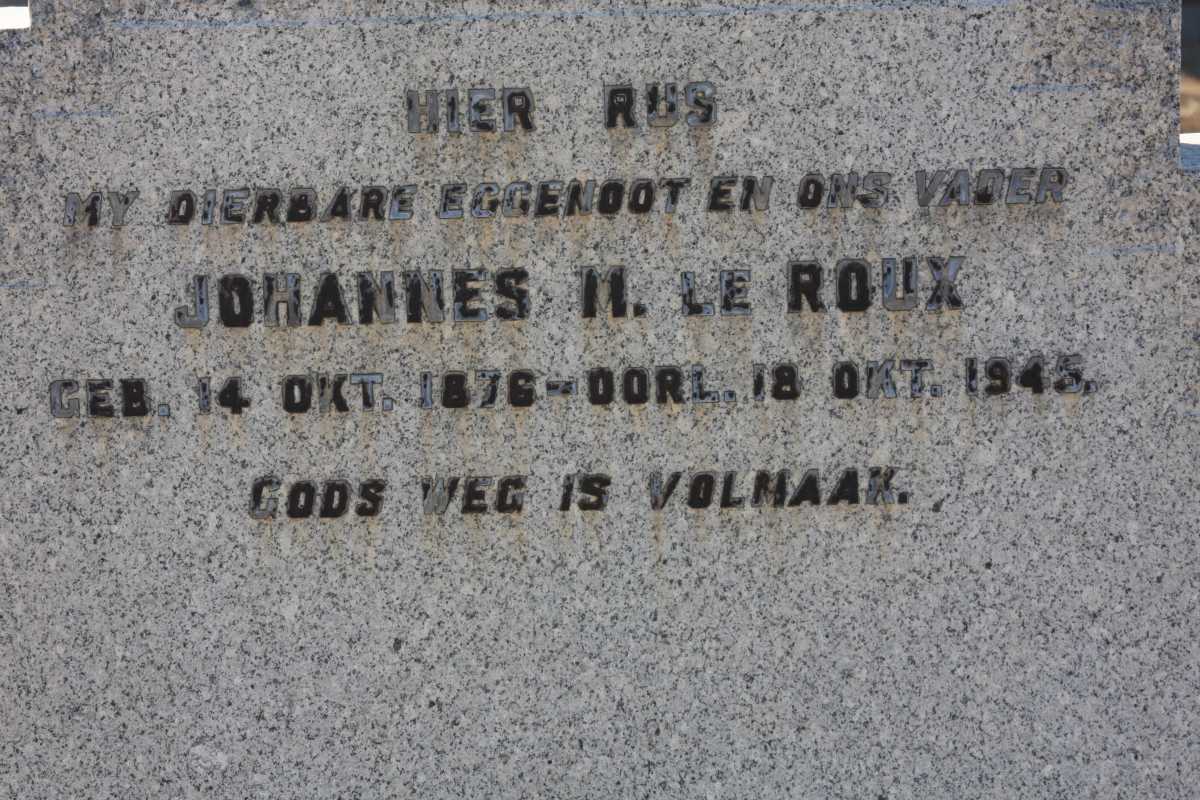 HIER RUS
MY DIERBARE EGGENOOT EN ONS VADER
JOHANNES M. LE ROUX
GEB. 14 OKT. 1876-OORL. 18 OKT. 1945.
GODS WEG IS VOLMAAK.